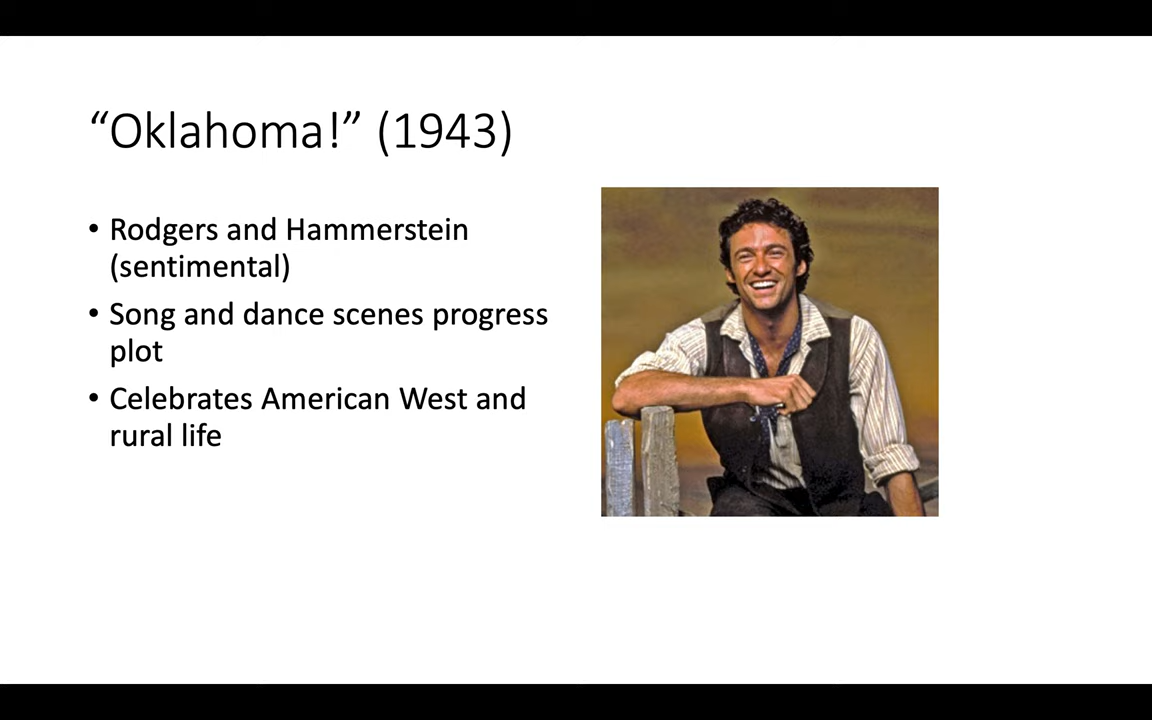 “Oklahoma!” (1943)
• Rodgers and Hammerstein
(sentimental)
• Song and dance scenes progress
plot
• Celebrates American West and
rural life